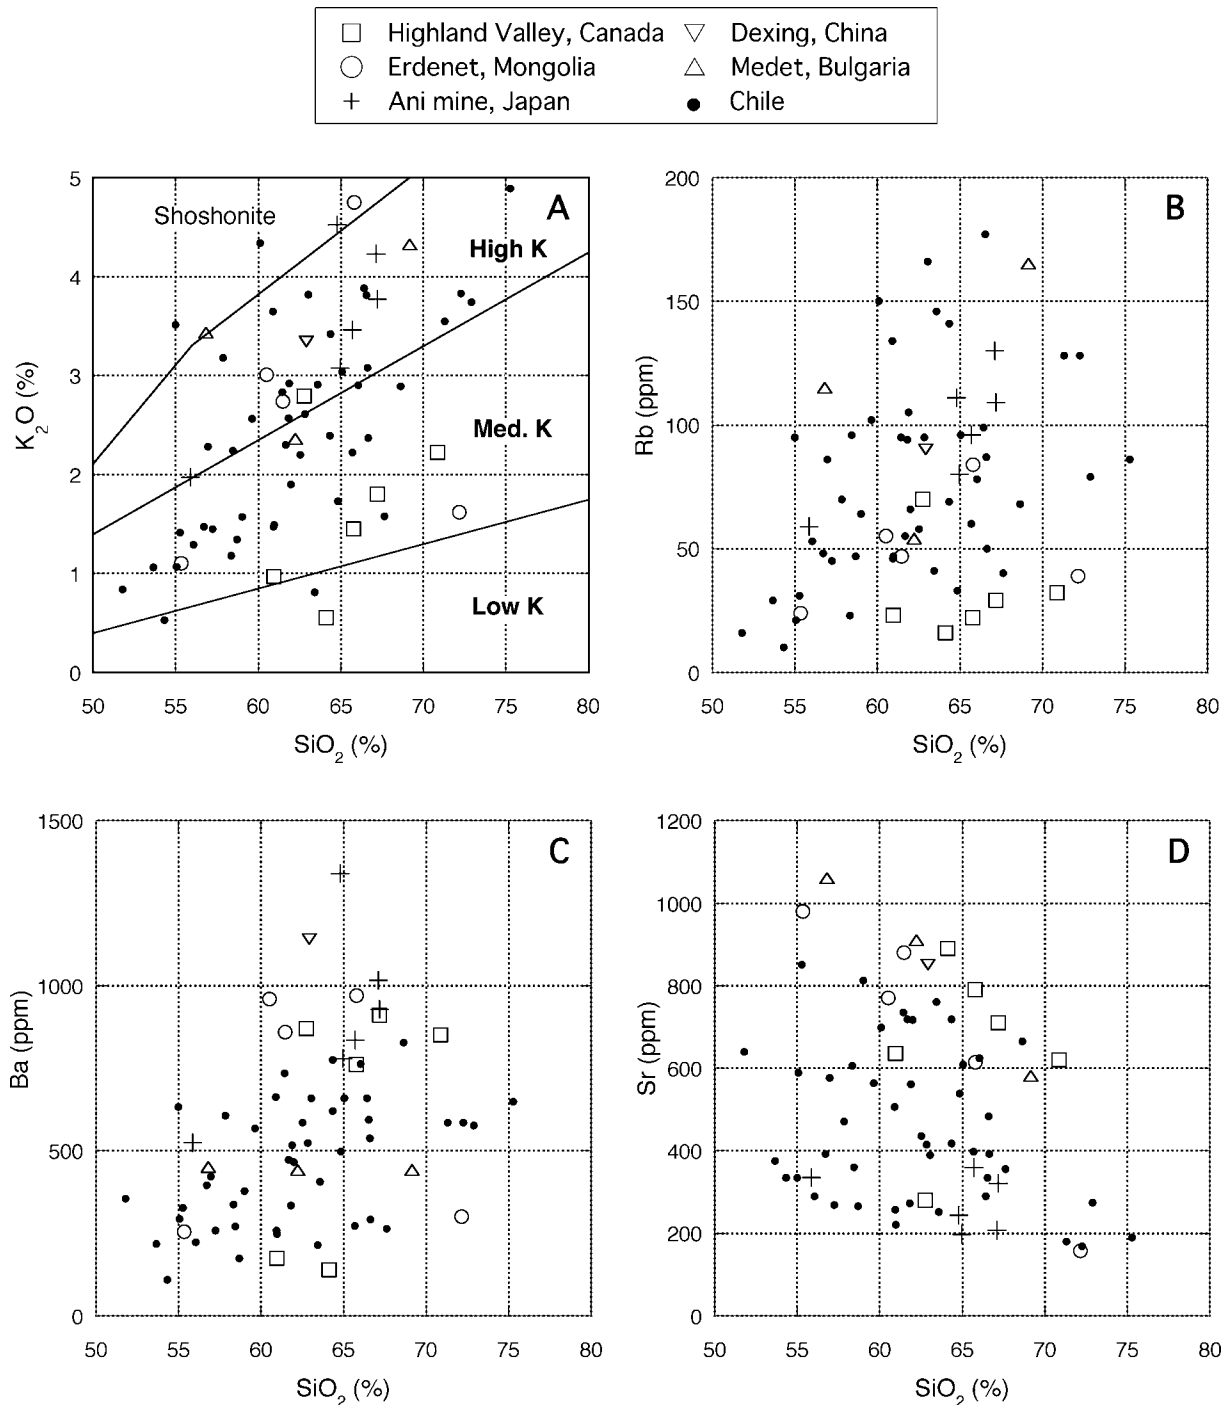 Highland Valley, Canada Dexing, China
Erdenet, Mongolia Medet, Bulgaria
Ani mine, Japan Chile
5
4
3
2
1
0
K2O (%)
Shoshonite
A
High K
Med. K
Low K
50 55 60 65 70 75 80
SiO2 (%)
200
150
100
50
0
Rb (ppm)
B
50 55 60 65 70 75 80
SiO2 (%)
1500
1000
500
0
Ba (ppm)
C
50 55 60 65 70 75 80
SiO2 (%)
1200
1000
800
600
400
200
0
Sr (ppm)
D
50 55 60 65 70 75 80
SiO2 (%)